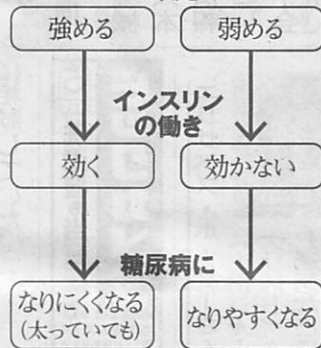 強める
弱める
インスリン
の働き
効く
効かない
糖尿病に
なりにくくなる
(太っていても)
なりやすくなる